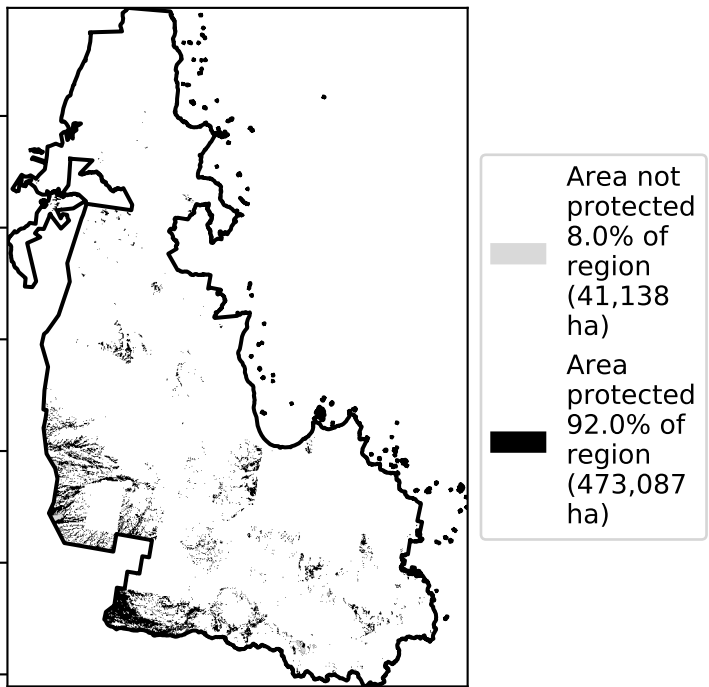 Area not
protected
8.0% of
region
(41,138
ha)
Area
protected
92.0% of
region
(473,087
ha)